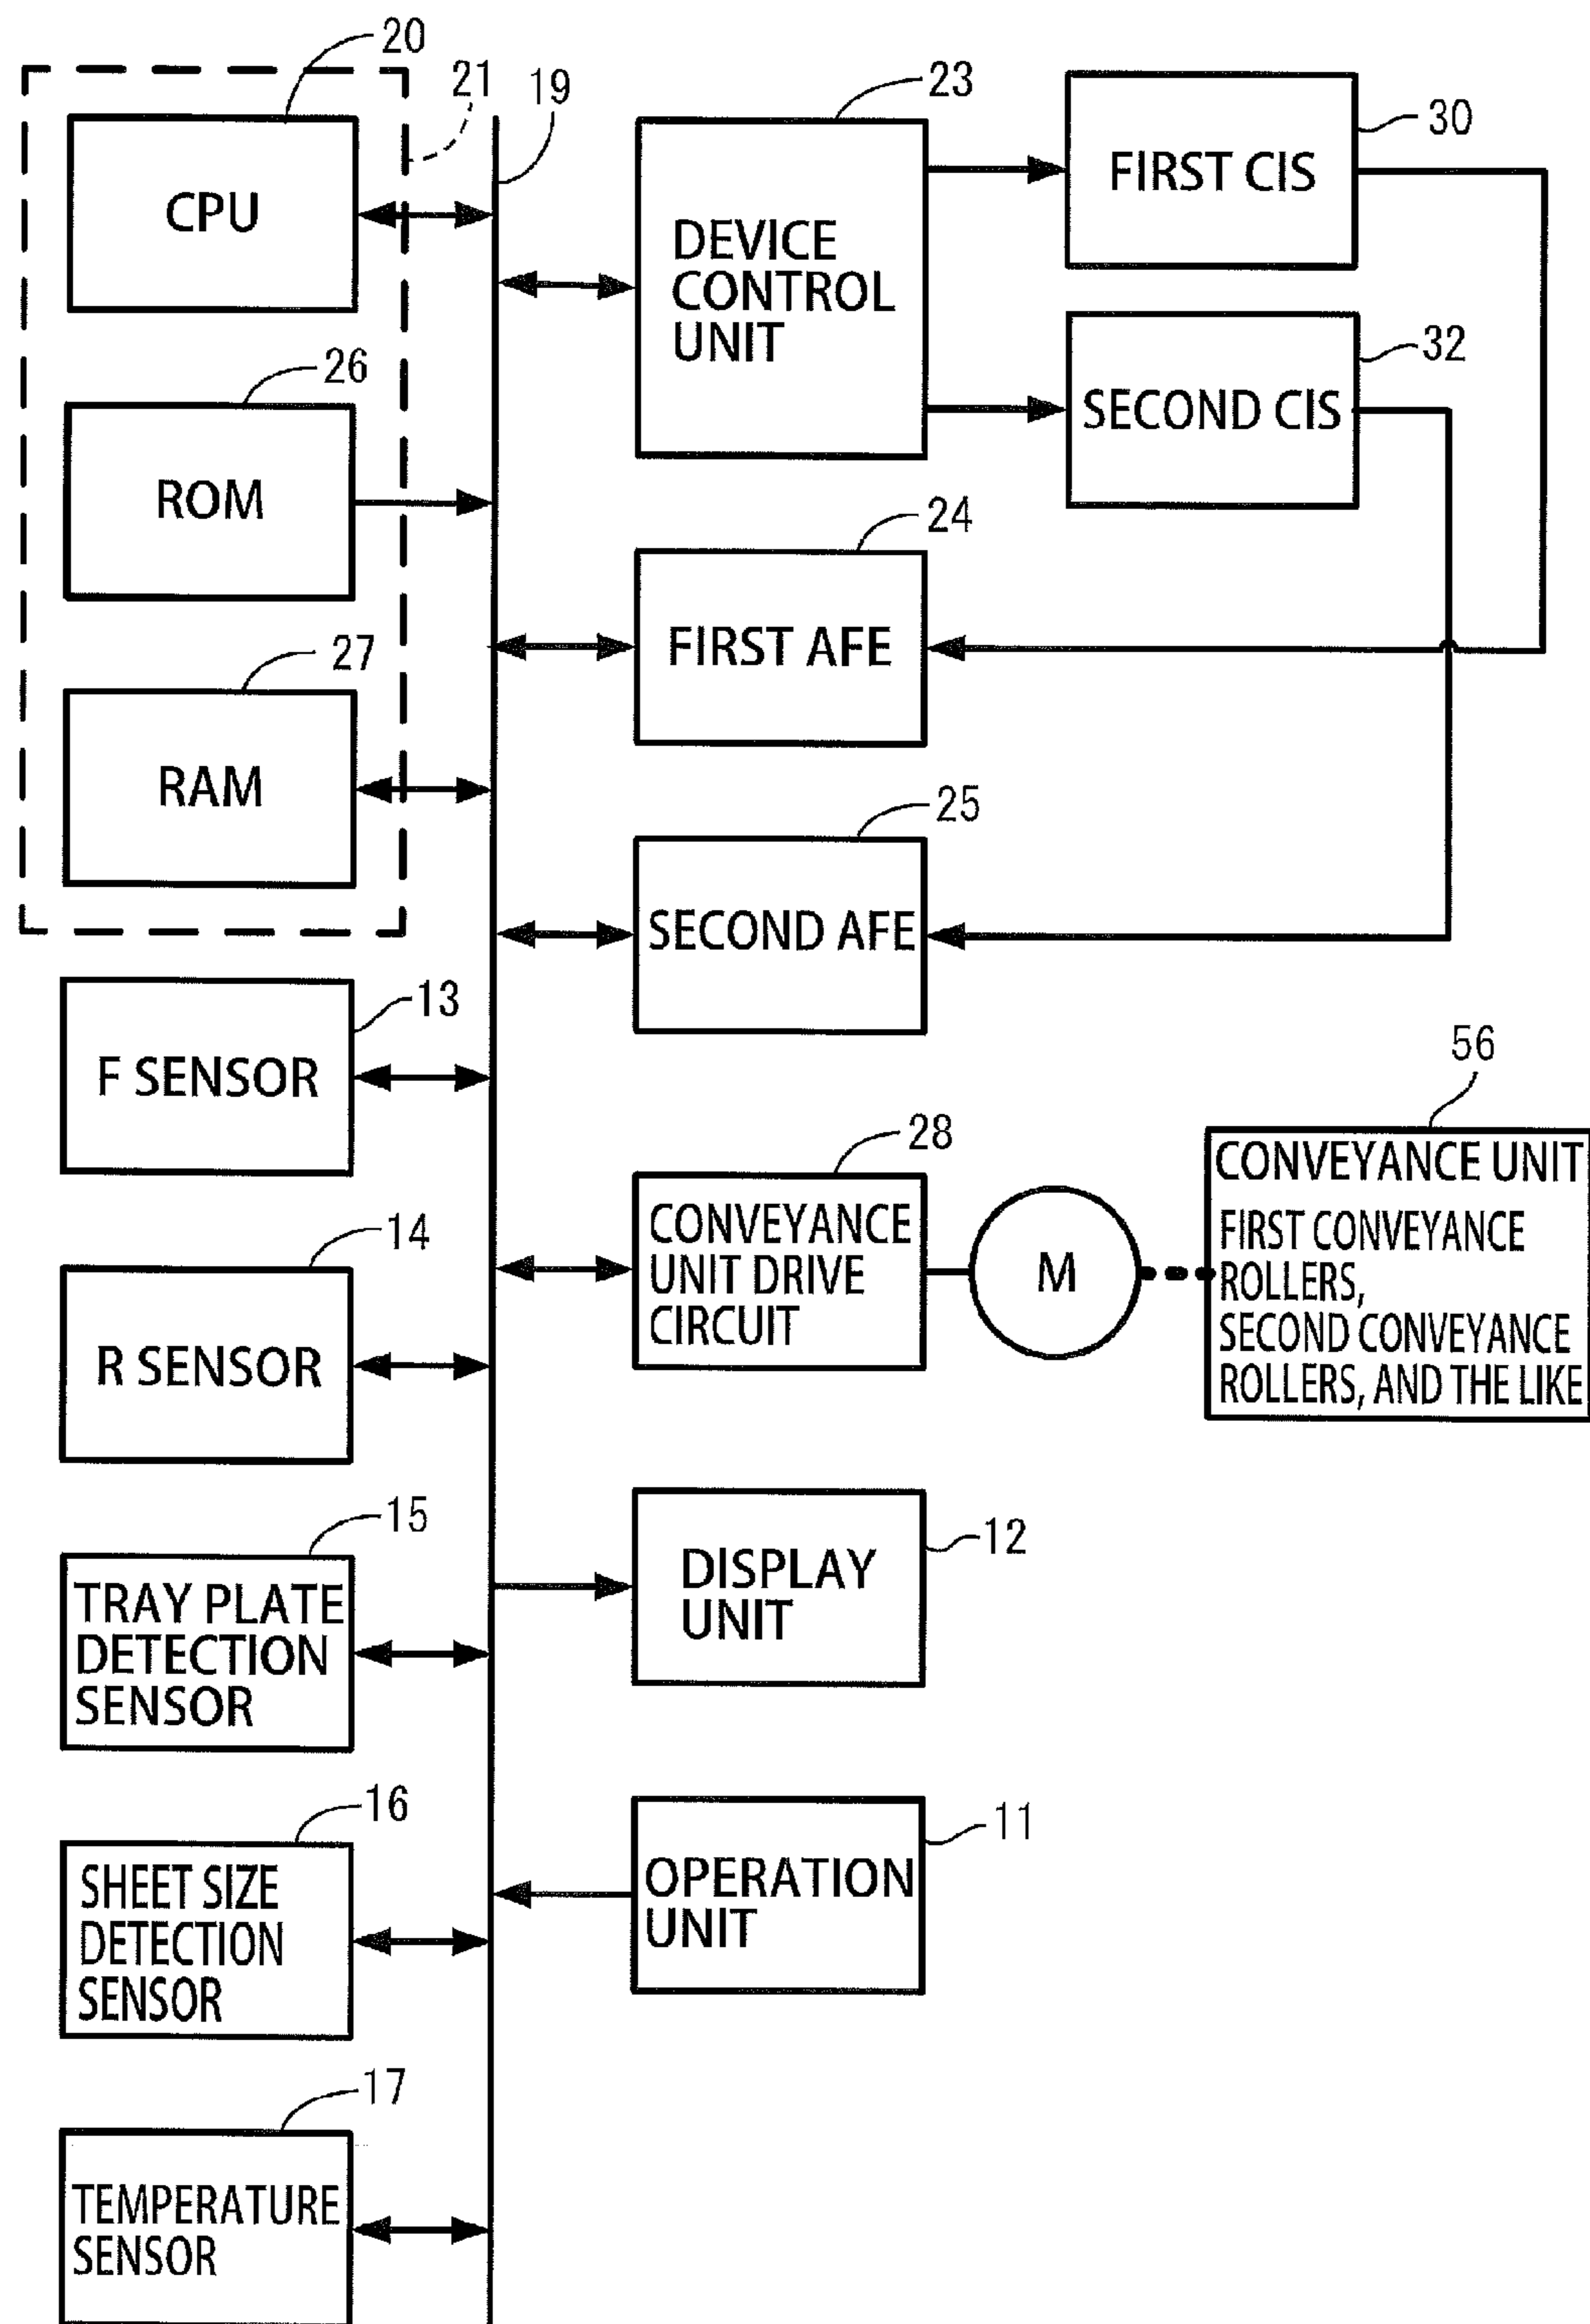 20
21
19
23
30
CPU
DEVICE
CONTROL
UNIT
FIRST CIS
32
SECOND CIS
26
ROM
24
FIRST AFE
27
RAM
25
SECOND AFE
13
F SENSOR
56
28
CONVEYANCE
UNIT DRIVE
CIRCUIT
M
CONVEYANCE UNIT
FIRST CONVEYANCE
ROLLERS,
SECOND CONVEYANCE
ROLLERS, AND THE LIKE
14
R SENSOR
15
TRAY PLATE
DETECTION
SENSOR
12
DISPLAY
UNIT
16
SHEET SIZE
DETECTION
SENSOR
11
OPERATION
UNIT
17
TEMPERATURE
SENSOR